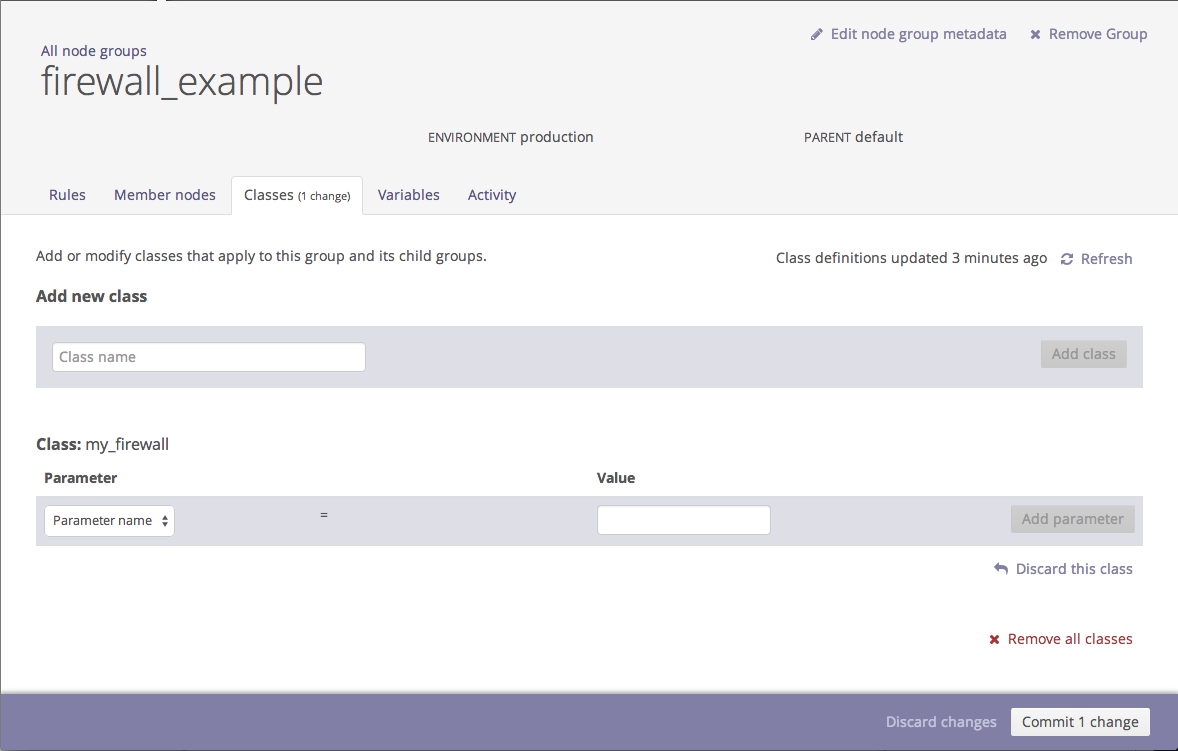 Edit node group metadata Remove Group
All node groups
firewall_example
ENVIRONMENT production PARENT default
Rules Member nodes Classes (1 change) Variables Activity
Add or modify classes that apply to this group and its child groups. Class definitions updated 3 minutes ago Refresh
Add new class
Class name Add class
Class: my_firewall
Parameter Value
Parameter name = Add parameter
Discard this class
Remove all classes
Discard changes Commit 1 change